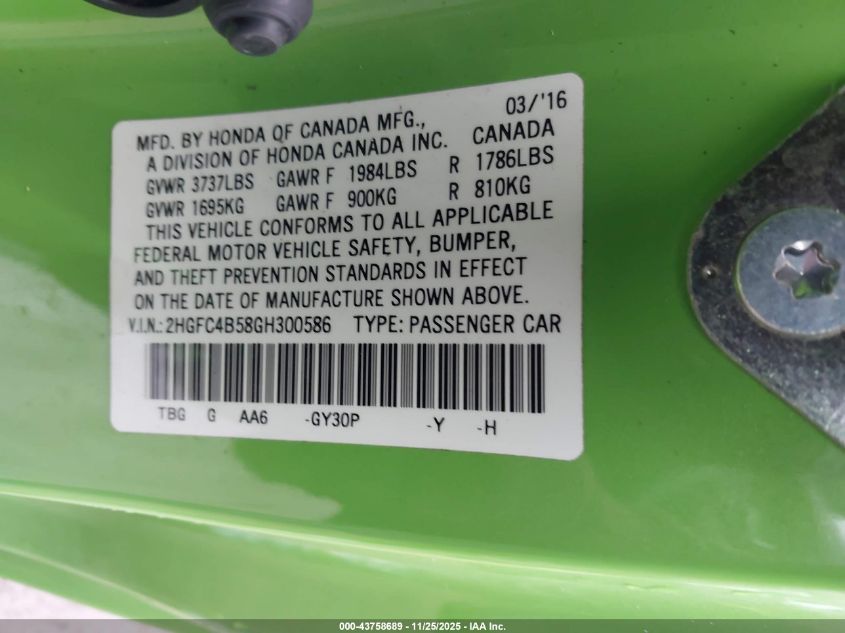 03/'16
MFD. BY HONDA OF CANADA MFG.,
A DIVISION OF HONDA CANADA INC. CANADA
GVWR 3737LBS GAWR F 1984LBS R 1786LBS
GVWR 1695KG GAWR F 900KG R 810KG
THIS VEHICLE CONFORMS TO ALL APPLICABLE
FEDERAL MOTOR VEHICLE SAFETY, BUMPER,
AND THEFT PREVENTION STANDARDS IN EFFECT
ON THE DATE OF MANUFACTURE SHOWN ABOVE.
V.I.N.: 2HGFC4B58GH300586 TYPE: PASSENGER CAR
TBG G AA6 -GY30P -Y -H
000-43758689 - 11/25/2025 - IAA Inc.